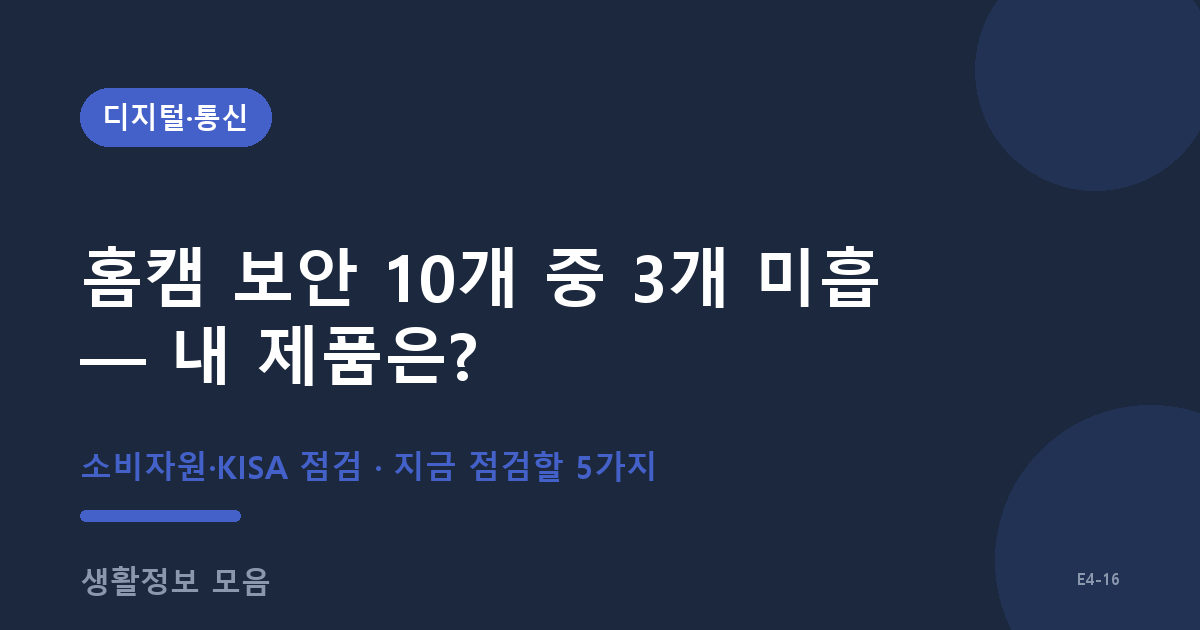 디지털·통신
홈캠 보안 10개 중 3개 미흡
— 내 제품은?
소비자원·KISA 점검 · 지금 점검할 5가지
생활정보 모음
E4-16